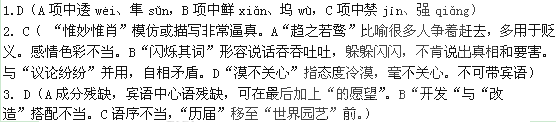 1.D（A项中透 wèi、隼 sǔn，B项中鲜 xiǎn、坞 wù，C项中禁 jīn、强 qiǎng）
2. C（ “惟妙惟肖”模仿或描写非常逼真。A“趋之若鹜”比喻很多人争着赶去，多用于贬
义。感情色彩不当。B“闪烁其词”形容说话吞吞吐吐，躲躲闪闪，不肯说出真相和要害。
与“议论纷纷”并用，自相矛盾。D“漠不关心”指态度冷漠，毫不关心。不可带宾语）
3. D（A成分残缺，宾语中心语残缺，可在最后加上“的愿望”。B“开发”与“改
造”搭配不当。C语序不当，“历届”移至“世界园艺”前。）